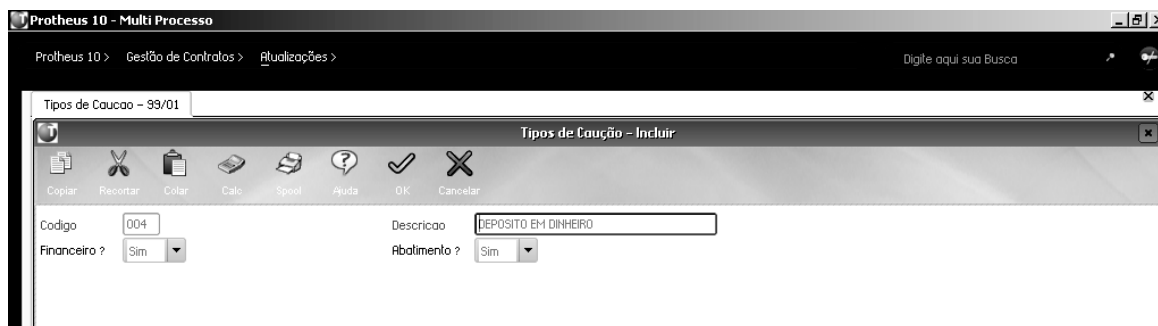 Protheus 10 - Multi Processo
Protheus 10 > Gestão de Contratos > Atualizações > Digite aqui sua Busca
Tipos de Caucao - 99/01
Tipos de Caução - Incluir
Copiar Recortar Colar Calc Spool Ajuda OK Cancelar
Codigo 004 Descricao DEPOSITO EM DINHEIRO
Financeiro ? Sim Abatimento ? Sim